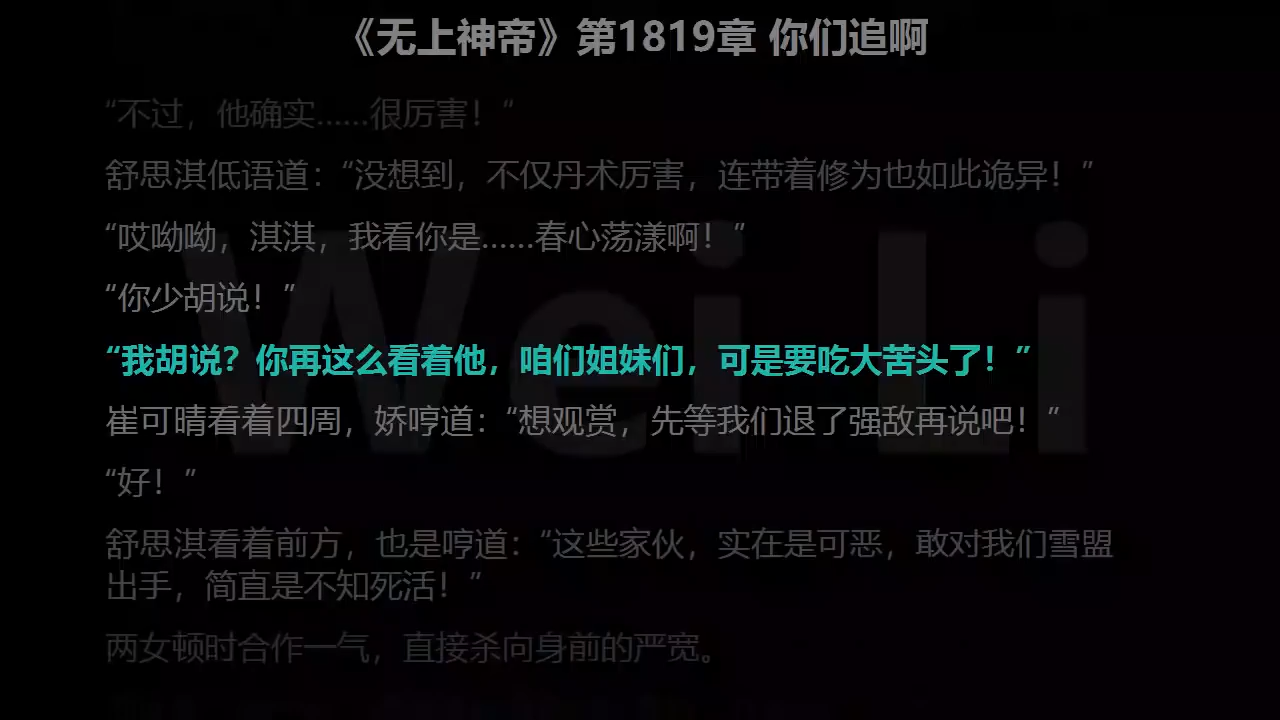 《无上神帝》第1819章 你们追啊
“不过，他确实……很厉害！”
舒思淇低语道：“没想到，不仅丹术厉害，连带着修为也如此诡异！”
“哎呦呦，淇淇，我看你是……春心荡漾啊！”
“你少胡说！”
“我胡说？你再这么看着他，咱们姐妹们，可是要吃大苦头了！”
崔可晴看着四周，娇哼道：“想观赏，先等我们退了强敌再说吧！”
“好！”
舒思淇看着前方，也是哼道：“这些家伙，实在是可恶，敢对我们雪盟
出手，简直是不知死活！”
两女顿时合作一气，直接杀向身前的严宽。
Wei Li